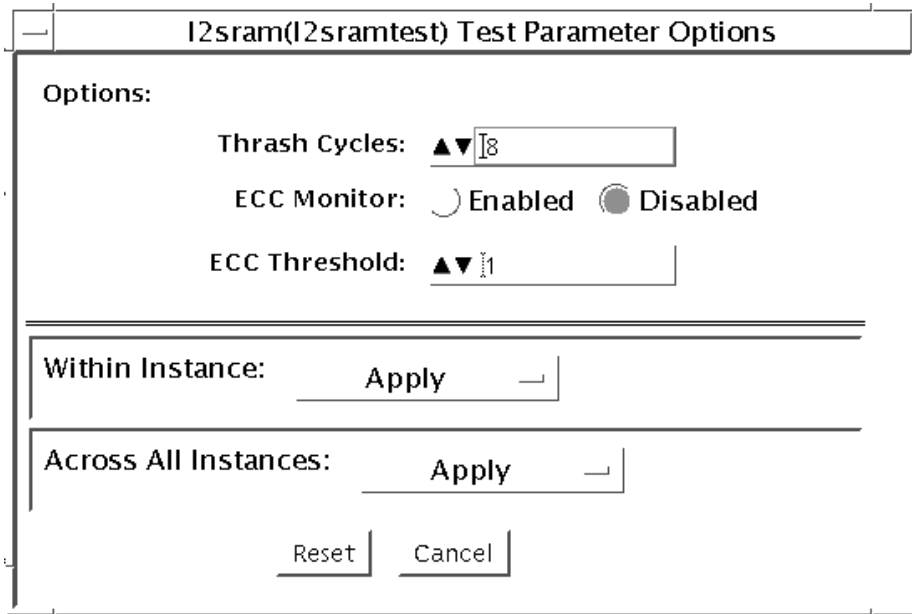 l2sram(l2sramtest) Test Parameter Options
Options:
Thrash Cycles: ▲▼ 8
ECC Monitor: Enabled Disabled
ECC Threshold: ▲▼ 1
Within Instance: Apply
Across All Instances: Apply
Reset Cancel